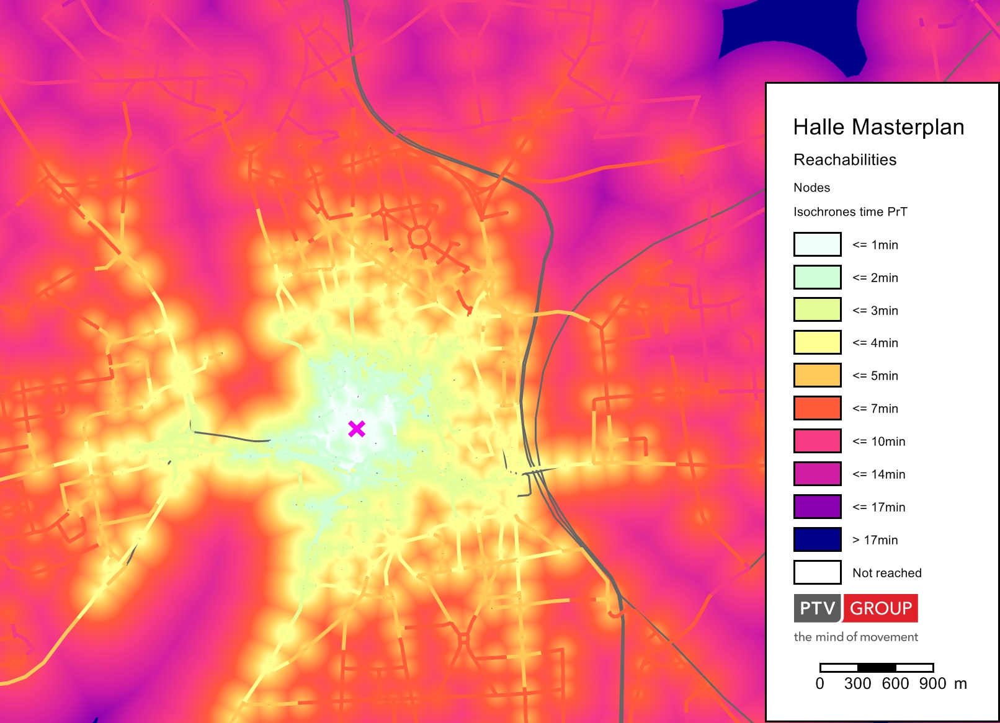 Halle Masterplan
Reachabilities
Nodes
Isochrones time PrT
<= 1min
<= 2min
<= 3min
<= 4min
<= 5min
<= 7min
<= 10min
<= 14min
<= 17min
> 17min
Not reached
PTV GROUP
the mind of movement
0 300 600 900 m